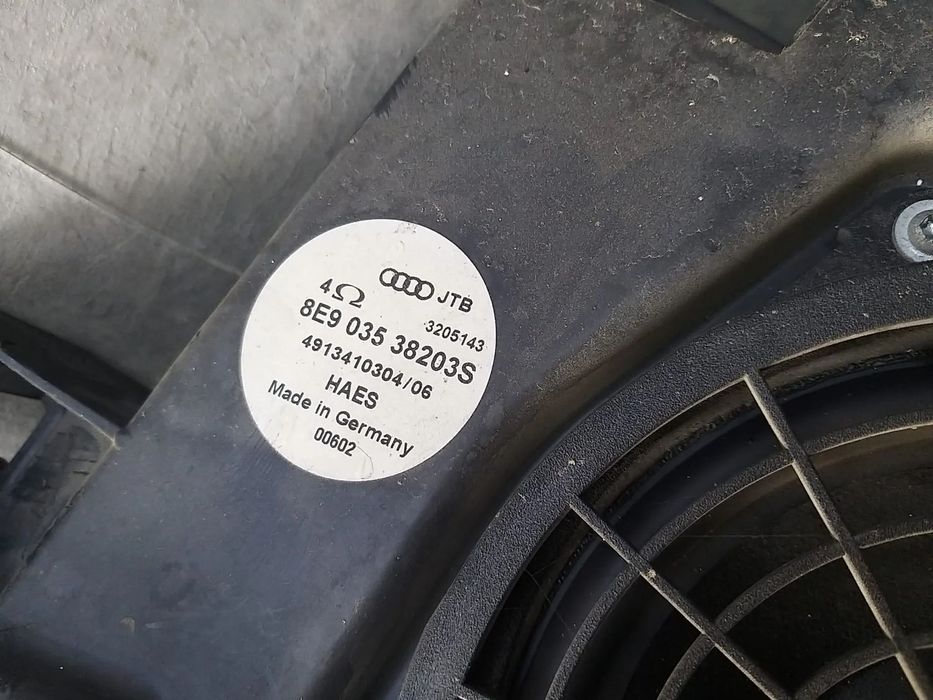 JTB
4Ω
3205143
8E9 035 38203S
4913410304/06
HAES
Made in Germany
00602